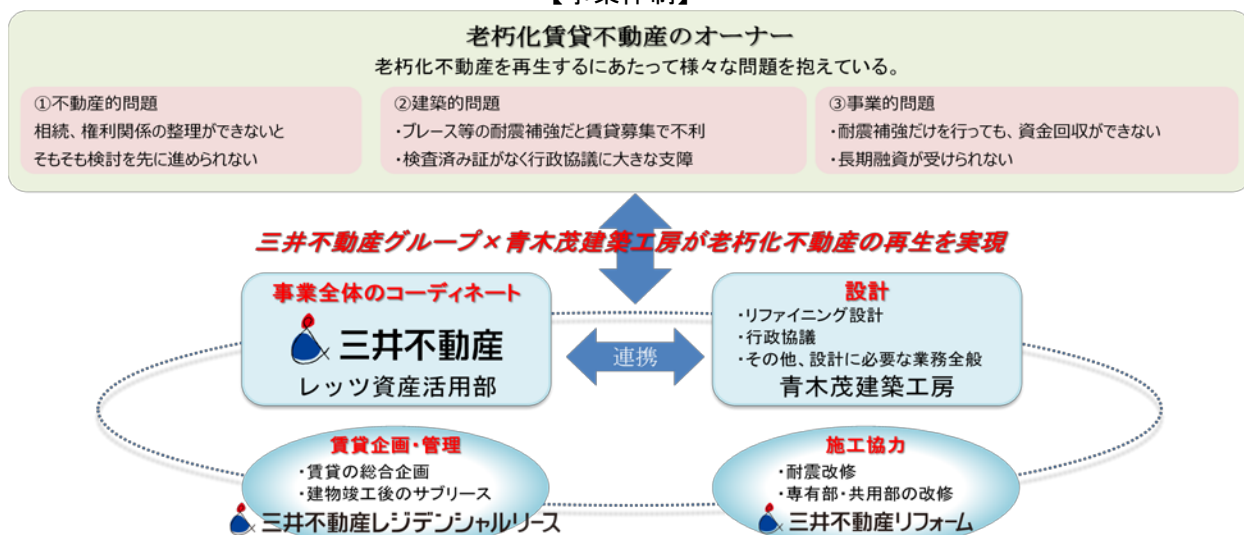 【事業体制】
老朽化賃貸不動産のオーナー
老朽化不動産を再生するにあたって様々な問題を抱えている。
①不動産的問題
相続、権利関係の整理ができないと
そもそも検討を先に進められない
②建築的問題
・ブレース等の耐震補強だと賃貸募集で不利
・検査済み証がなく行政協議に大きな支障
③事業的問題
・耐震補強だけを行っても、資金回収ができない
・長期融資が受けられない
三井不動産グループ×青木茂建築工房が老朽化不動産の再生を実現
事業全体のコーディネート
三井不動産
レッツ資産活用部
連携
設計
・リファイニング設計
・行政協議
・その他、設計に必要な業務全般
青木茂建築工房
賃貸企画・管理
・賃貸の総合企画
・建物竣工後のサブリース
三井不動産レジデンシャルリース
施工協力
・耐震改修
・専有部・共用部の改修
三井不動産リフォーム